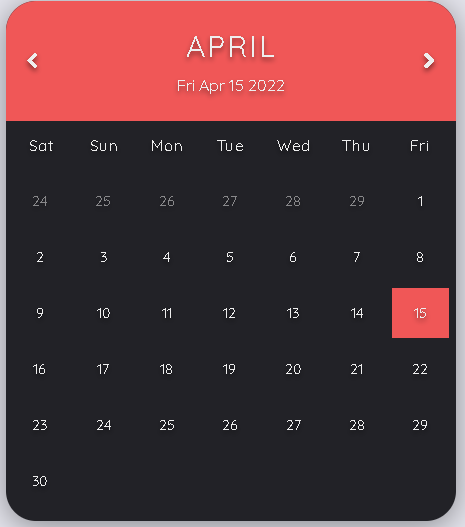 APRIL
Fri Apr 15 2022
Sat Sun Mon Tue Wed Thu Fri
24 25 26 27 28 29 1
2 3 4 5 6 7 8
9 10 11 12 13 14 15
16 17 18 19 20 21 22
23 24 25 26 27 28 29
30